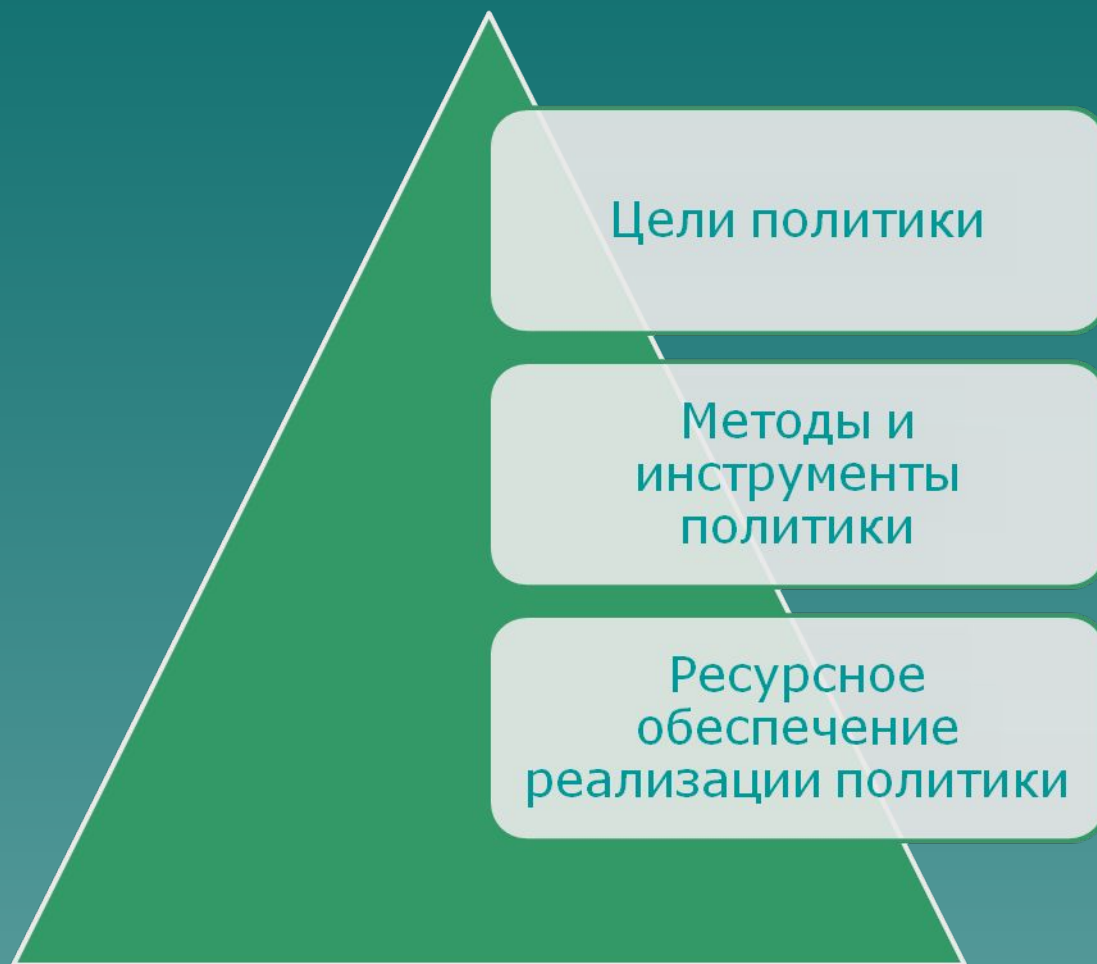 Цели политики
Методы и
инструменты
политики
Ресурсное
обеспечение
реализации политики